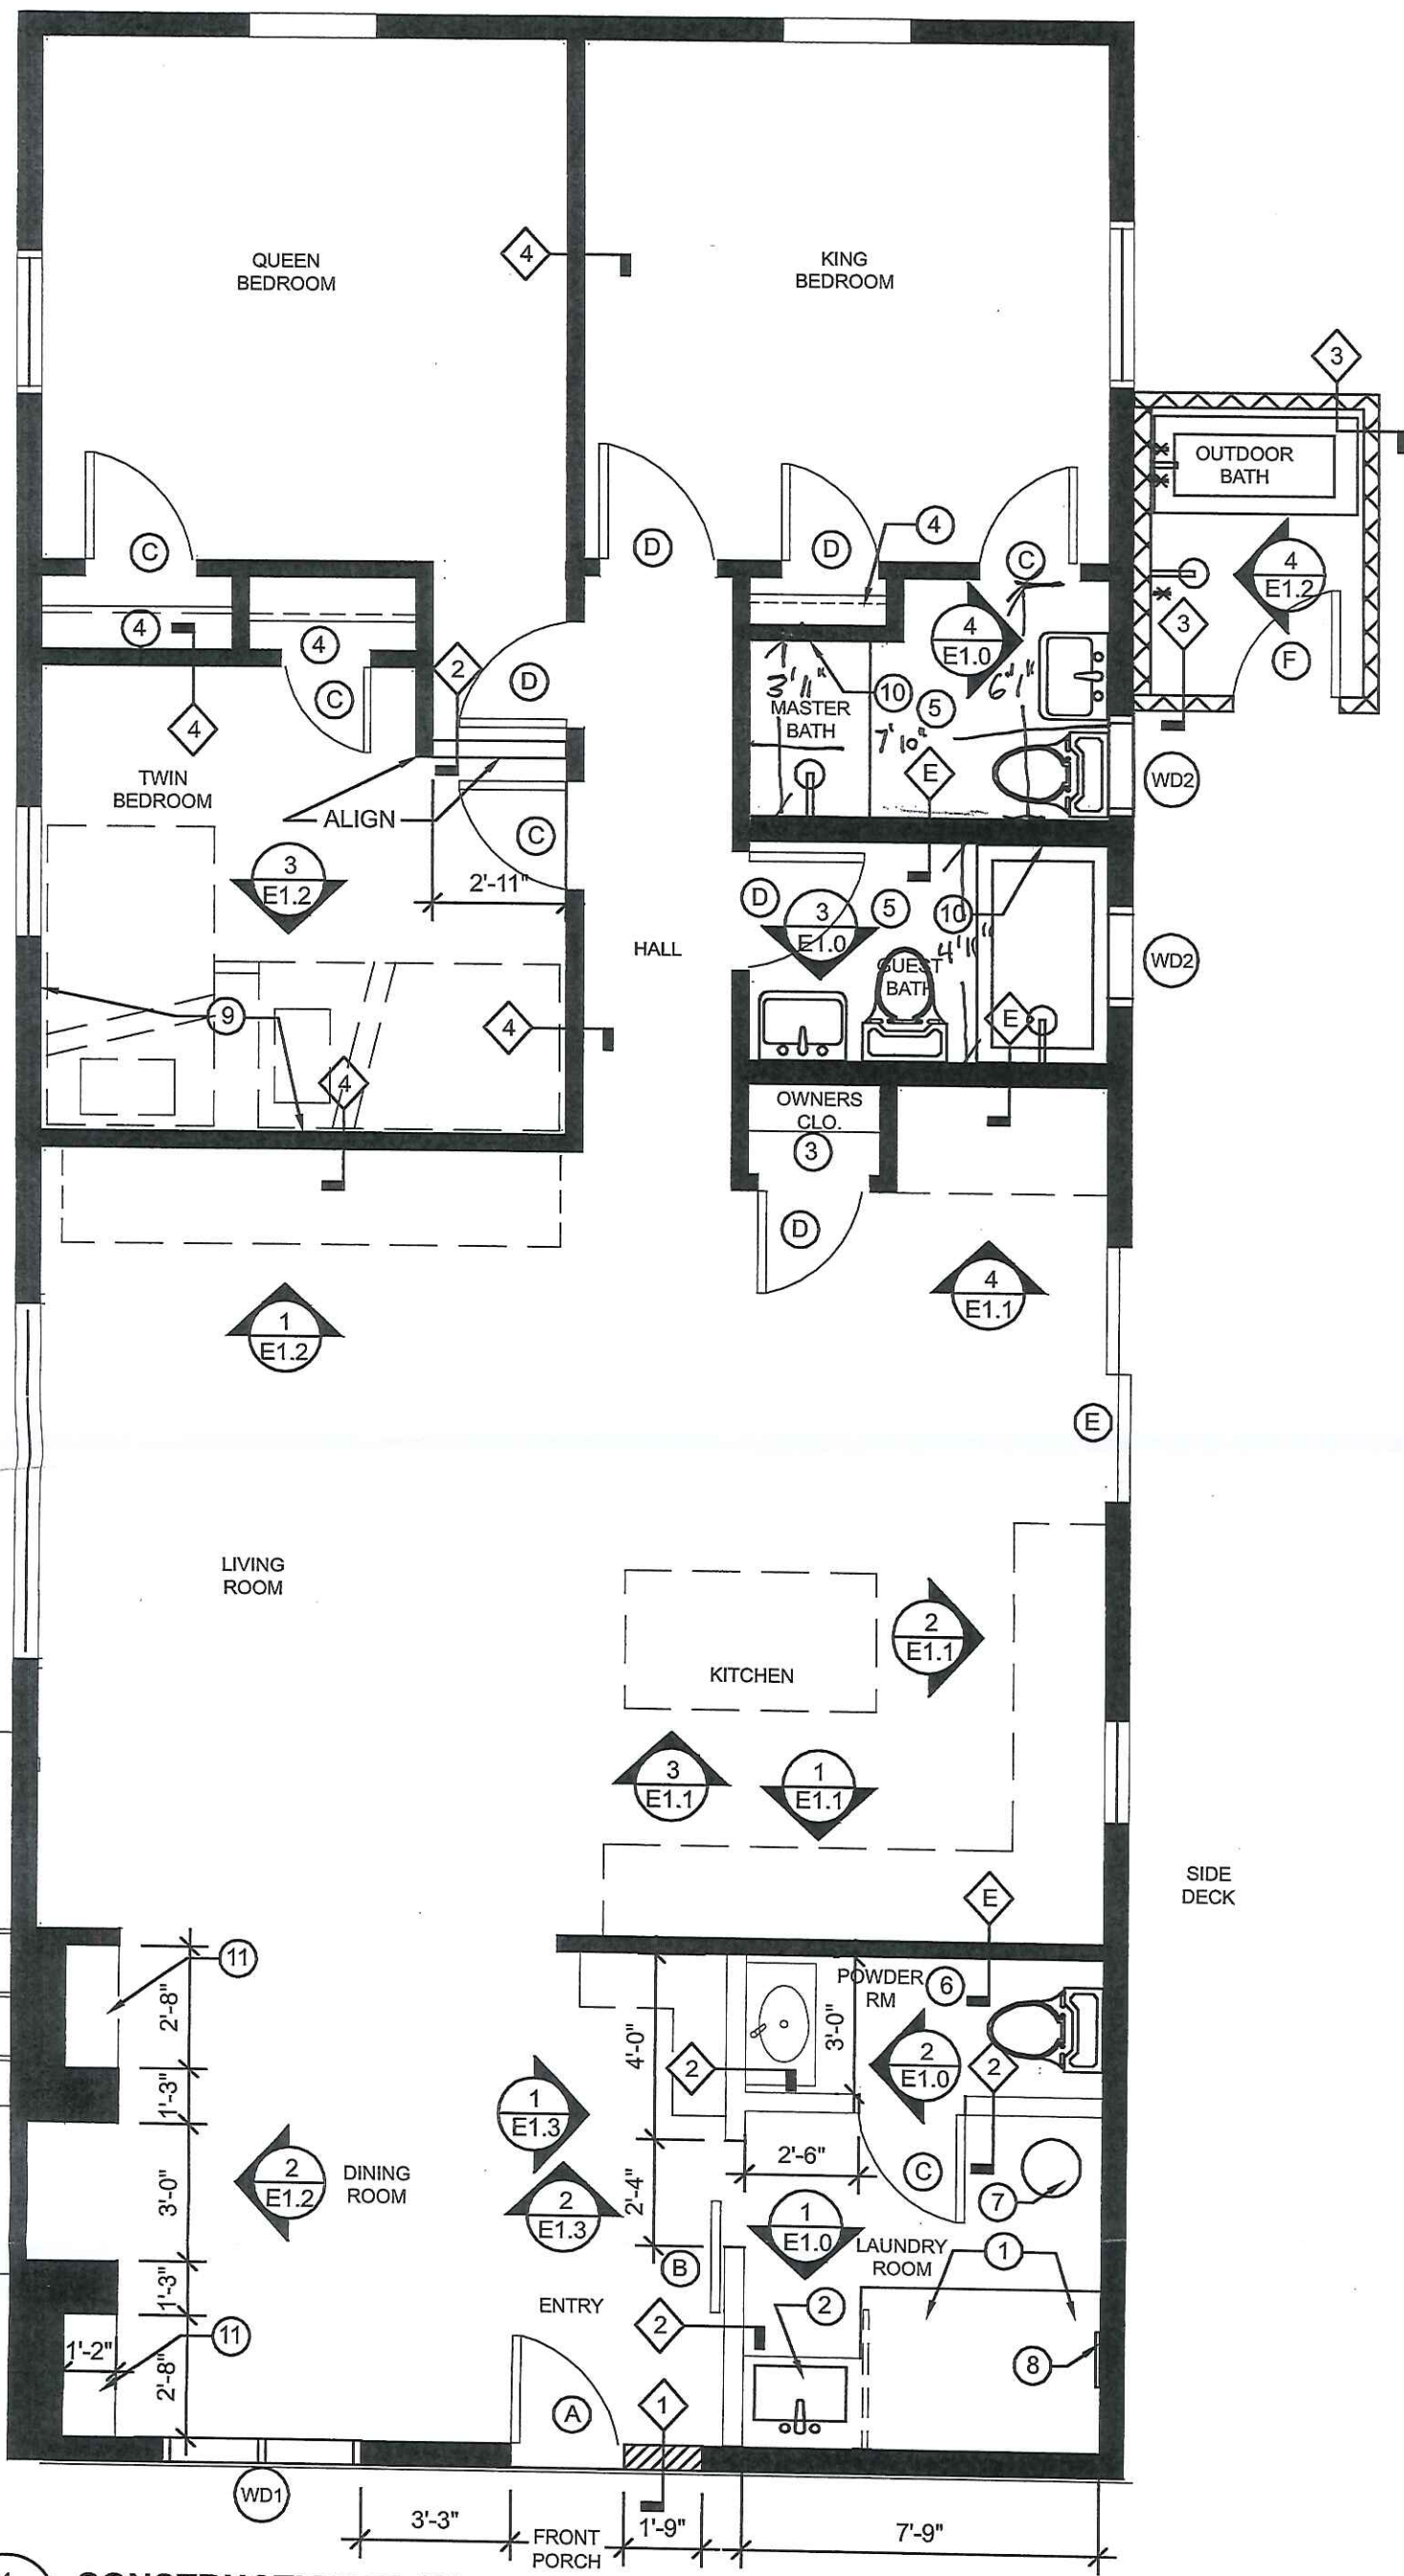 QUEEN
BEDROOM
4
KING
BEDROOM
3
OUTDOOR
BATH
C
D
D
4
C
4
E1.2
4
4
2
D
4
E1.0
3
F
C
3'11"
10
6'1"
5
MASTER
BATH
4
7'10"
E
WD2
TWIN
BEDROOM
ALIGN
C
3
E1.2
2'-11"
D
3
E1.0
5
10
4'11"
HALL
GUEST
BATH
WD2
9
4
E
4
OWNERS
CLO.
3
D
1
E1.2
4
E1.1
E
LIVING
ROOM
2
E1.1
KITCHEN
3
E1.1
1
E1.1
SIDE
DECK
E
11
2'-8"
POWDER
RM
6
4'-0"
3'-0"
2
2
E1.0
2
1'-3"
1
E1.3
2'-6"
C
7
3'-0"
2
E1.2
DINING
ROOM
2
E1.3
2'-4"
1
E1.0
LAUNDRY
ROOM
1
B
1'-3"
ENTRY
2
2
11
1'-2"
2'-8"
8
A
1
WD1
3'-3"
FRONT
PORCH
1'-9"
7'-9"